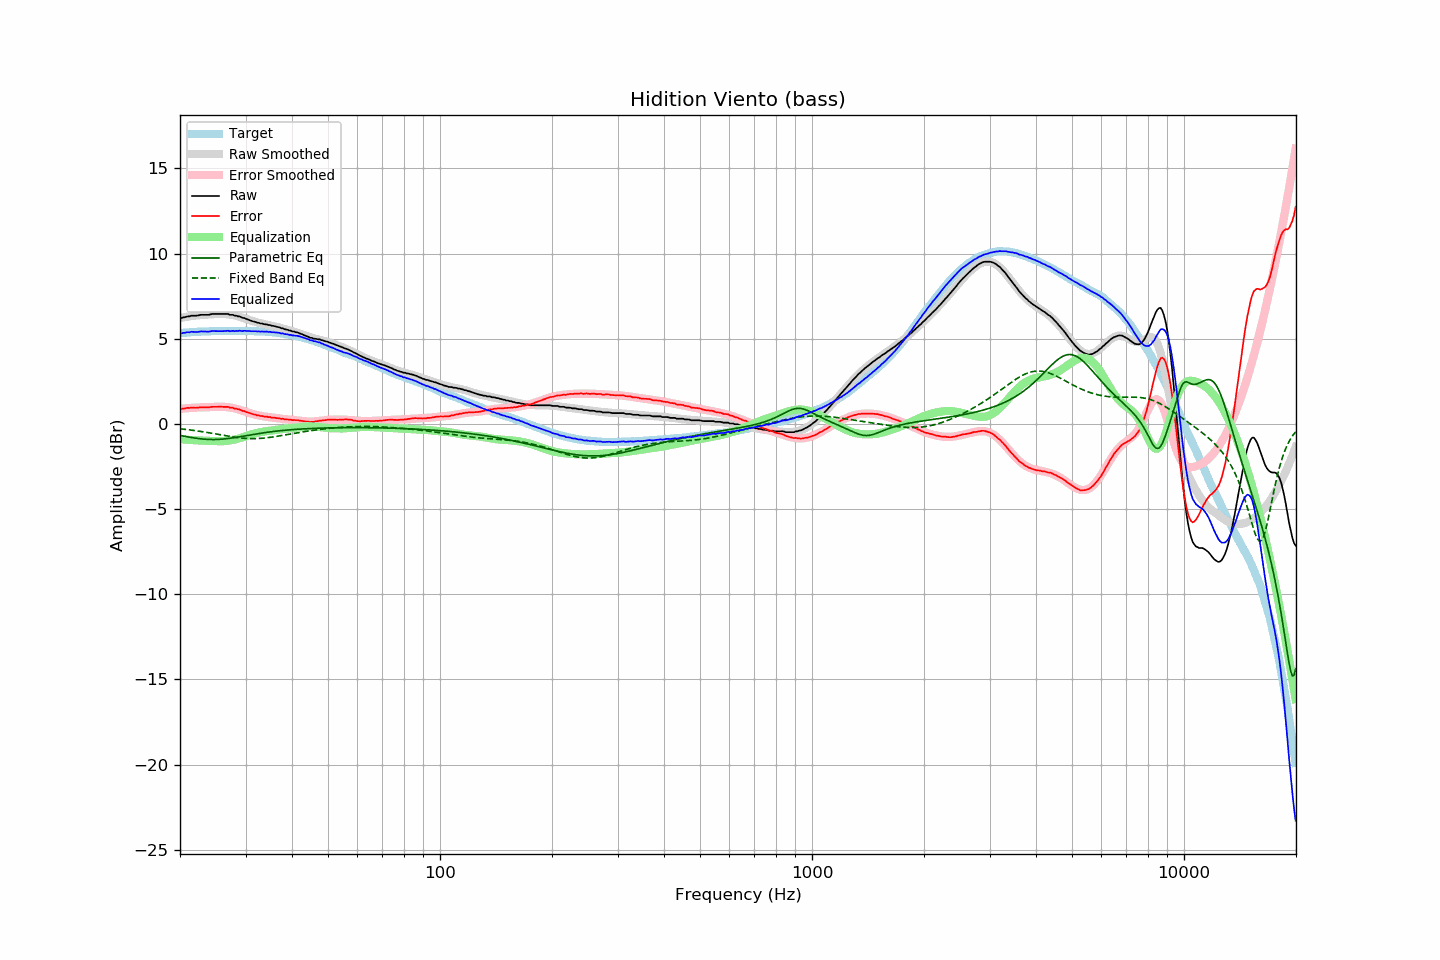 Hidition Viento (bass)
Target
Raw Smoothed
Error Smoothed
Raw
Error
Equalization
Parametric Eq
Fixed Band Eq
Equalized
15
10
5
0
−5
−10
−15
−20
−25
Amplitude (dBr)
100
1000
10000
Frequency (Hz)